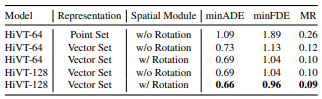 Model Representation Spatial Module minADE minFDE MR
HiVT-64 Point Set w/o Rotation 1.09 1.89 0.26
HiVT-64 Vector Set w/o Rotation 0.73 1.13 0.12
HiVT-64 Vector Set w/ Rotation 0.69 1.04 0.10
HiVT-128 Vector Set w/o Rotation 0.69 1.04 0.10
HiVT-128 Vector Set w/ Rotation 0.66 0.96 0.09